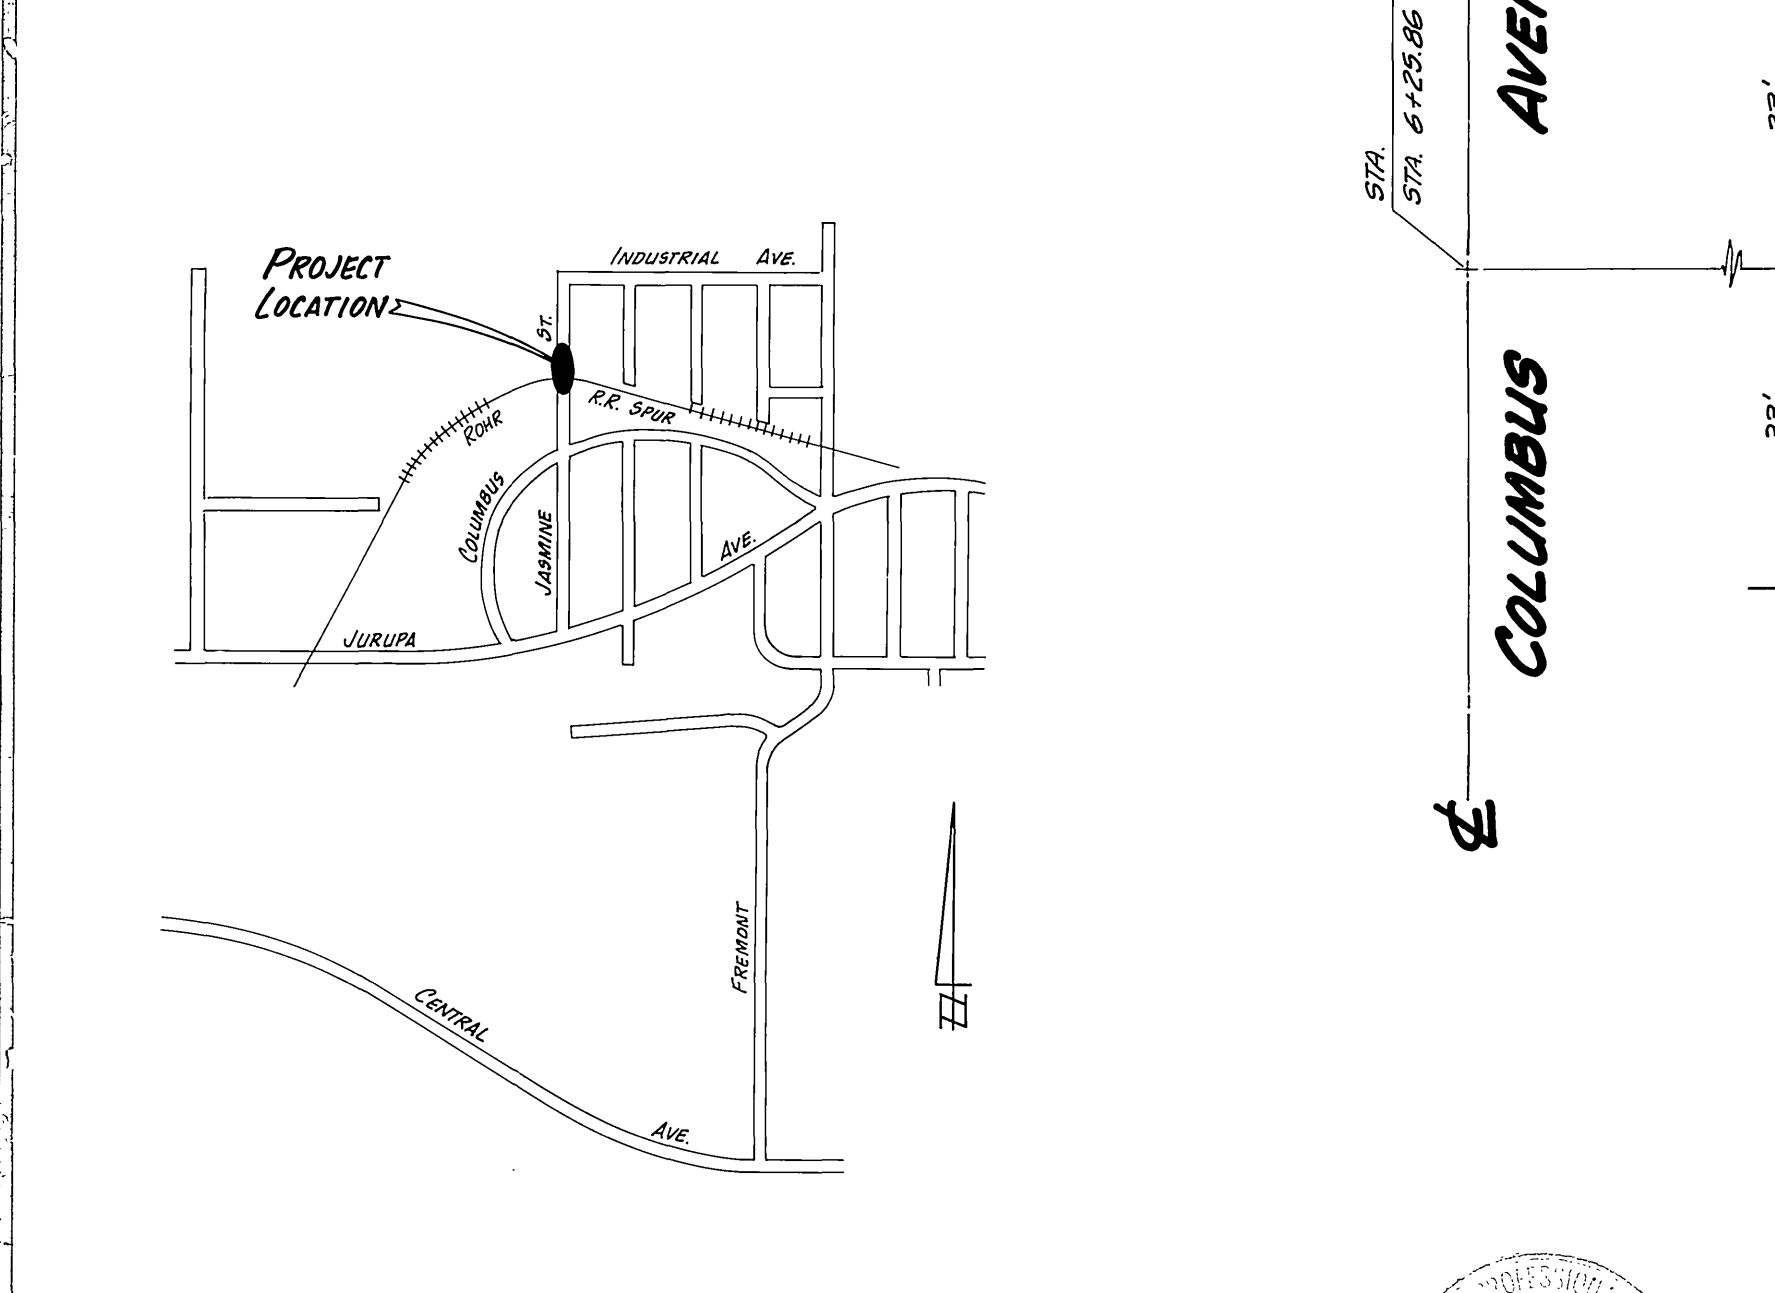 PROJECT
LOCATION
INDUSTRIAL AVE.
ST.
R.R. SPUR
ROHR
COLUMBUS
JASMINE
AVE.
JURUPA
FREMONT
CENTRAL
AVE.
N
STA.
STA. 6+25.86
COLUMBUS
℄
33'